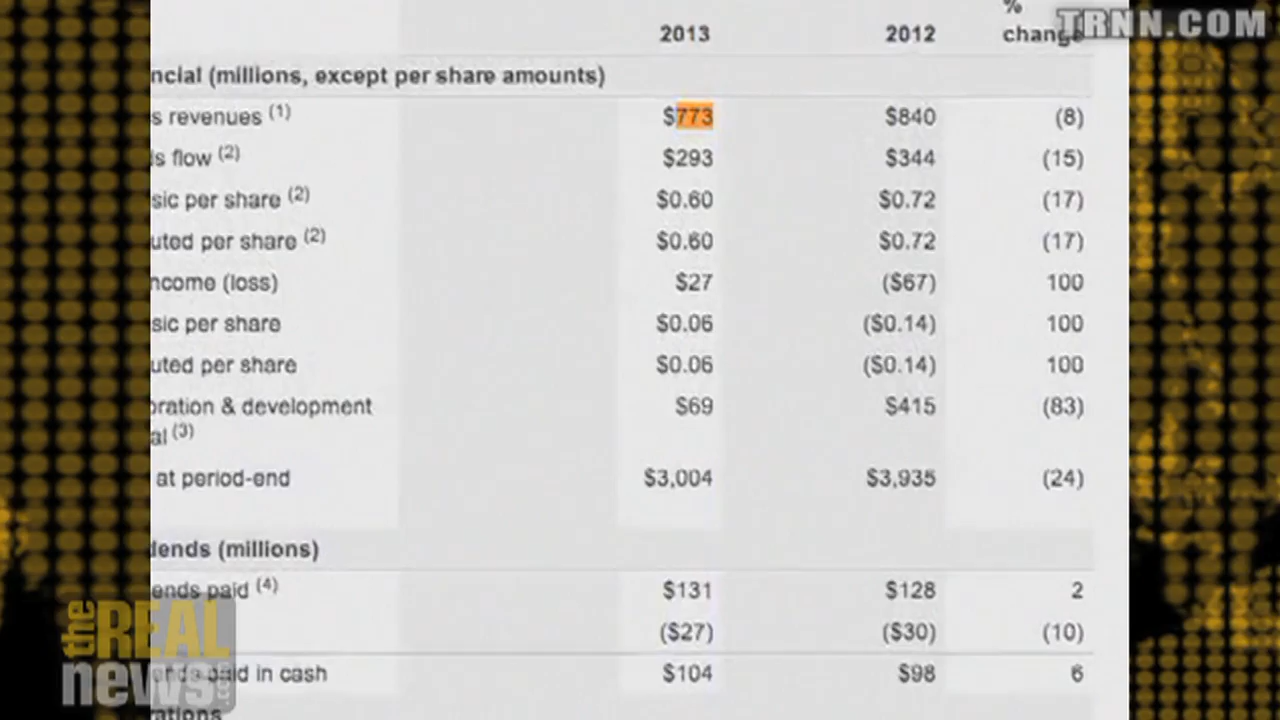 %
2013 2012 change
TRNN.COM
ncial (millions, except per share amounts)
s revenues (1) $773 $840 (8)
s flow (2) $293 $344 (15)
sic per share (2) $0.60 $0.72 (17)
uted per share (2) $0.60 $0.72 (17)
ncome (loss) $27 ($67) 100
sic per share $0.06 ($0.14) 100
uted per share $0.06 ($0.14) 100
oration & development $69 $415 (83)
al (3)
at period-end $3,004 $3,935 (24)
dends (millions)
ends paid (4) $131 $128 2
($27) ($30) (10)
ends paid in cash $104 $98 6
rations
the REAL
news.com